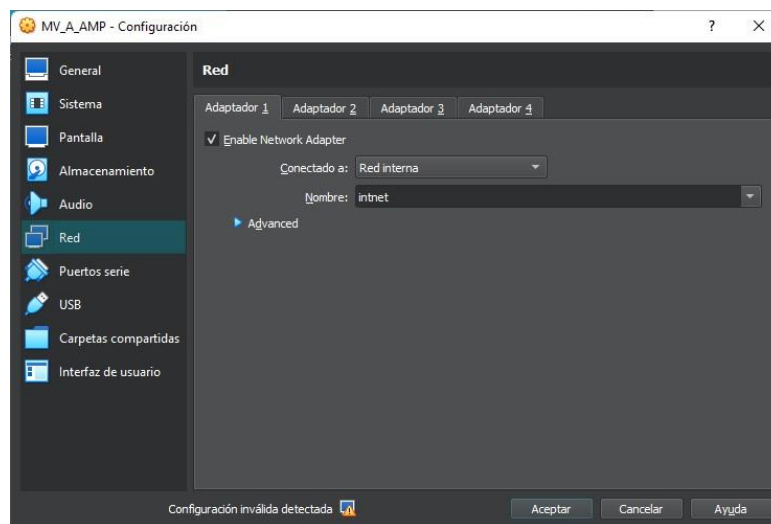 MV_A_AMP - Configuración
?
General
Sistema
Pantalla
Almacenamiento
Audio
Red
Puertos serie
USB
Carpetas compartidas
Interfaz de usuario
Red
Adaptador 1 Adaptador 2 Adaptador 3 Adaptador 4
Enable Network Adapter
Conectado a: Red interna
Nombre: intnet
Advanced
Configuración inválida detectada
Aceptar Cancelar Ayuda